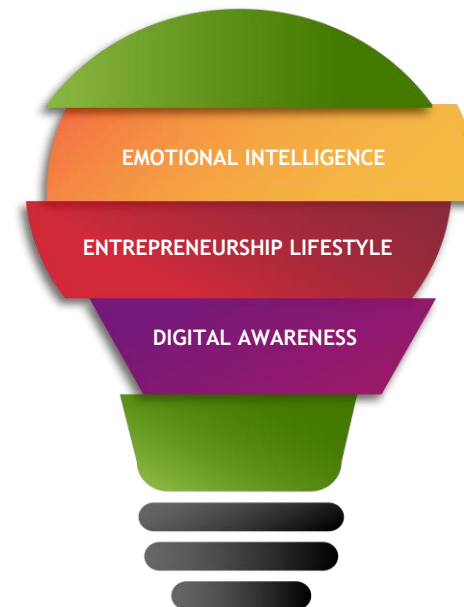 EMOTIONAL INTELLIGENCE
ENTREPRENEURSHIP LIFESTYLE
DIGITAL AWARENESS